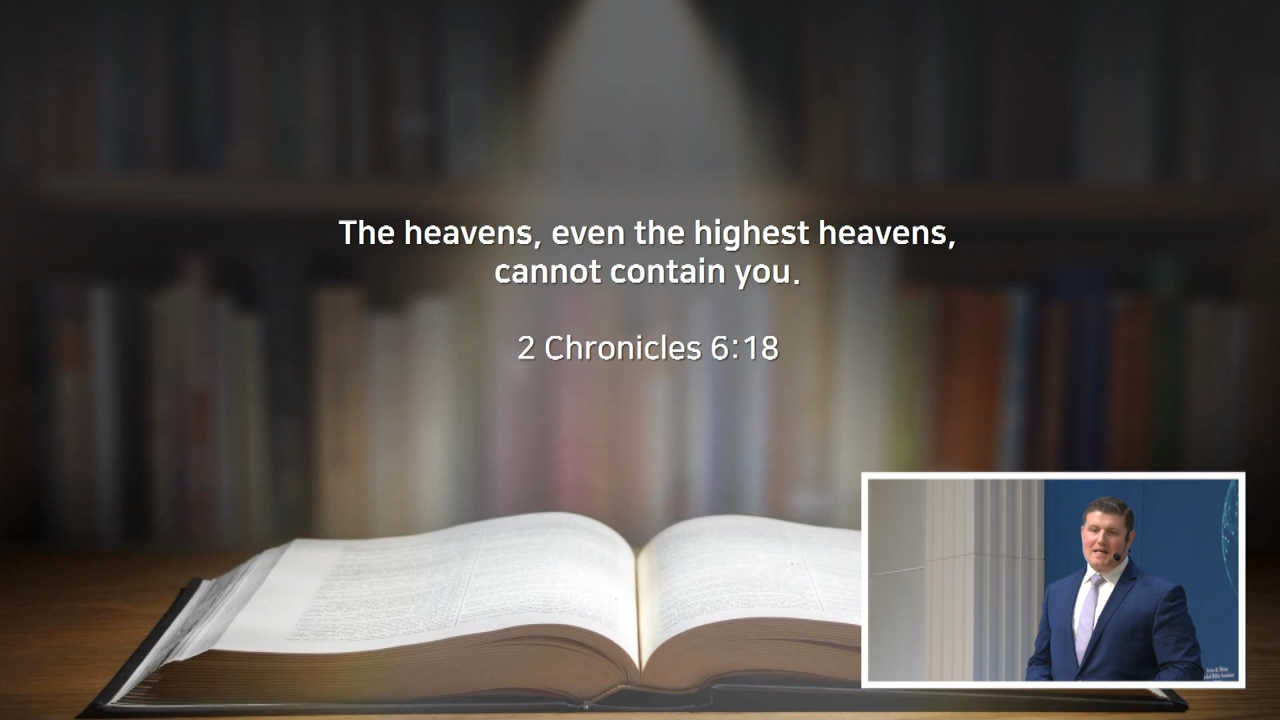 The heavens, even the highest heavens,
cannot contain you.
2 Chronicles 6:18